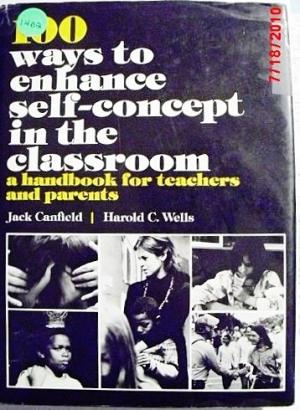 100
ways to
enhance
self-concept
in the
classroom
a handbook for teachers
and parents
Jack Canfield | Harold C. Wells
7/18/2010